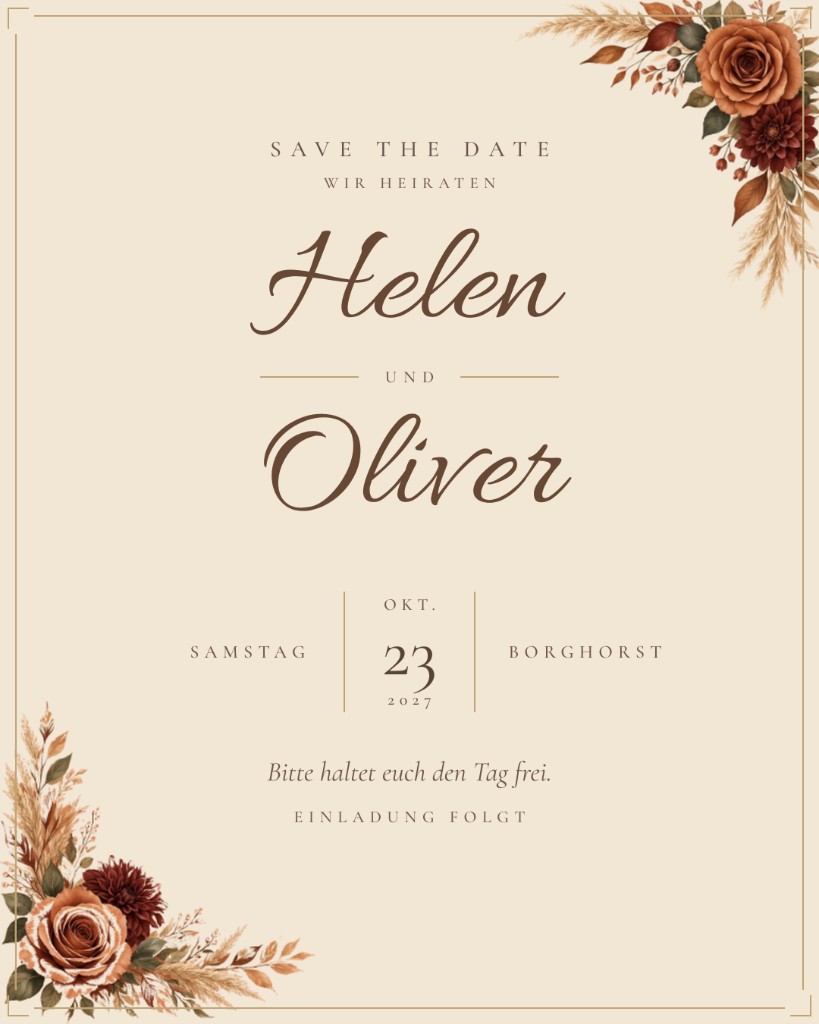 SAVE THE DATE
WIR HEIRATEN
Helen
UND
Oliver
OKT.
SAMSTAG 23 BORGHORST
2027
Bitte haltet euch den Tag frei.
EINLADUNG FOLGT